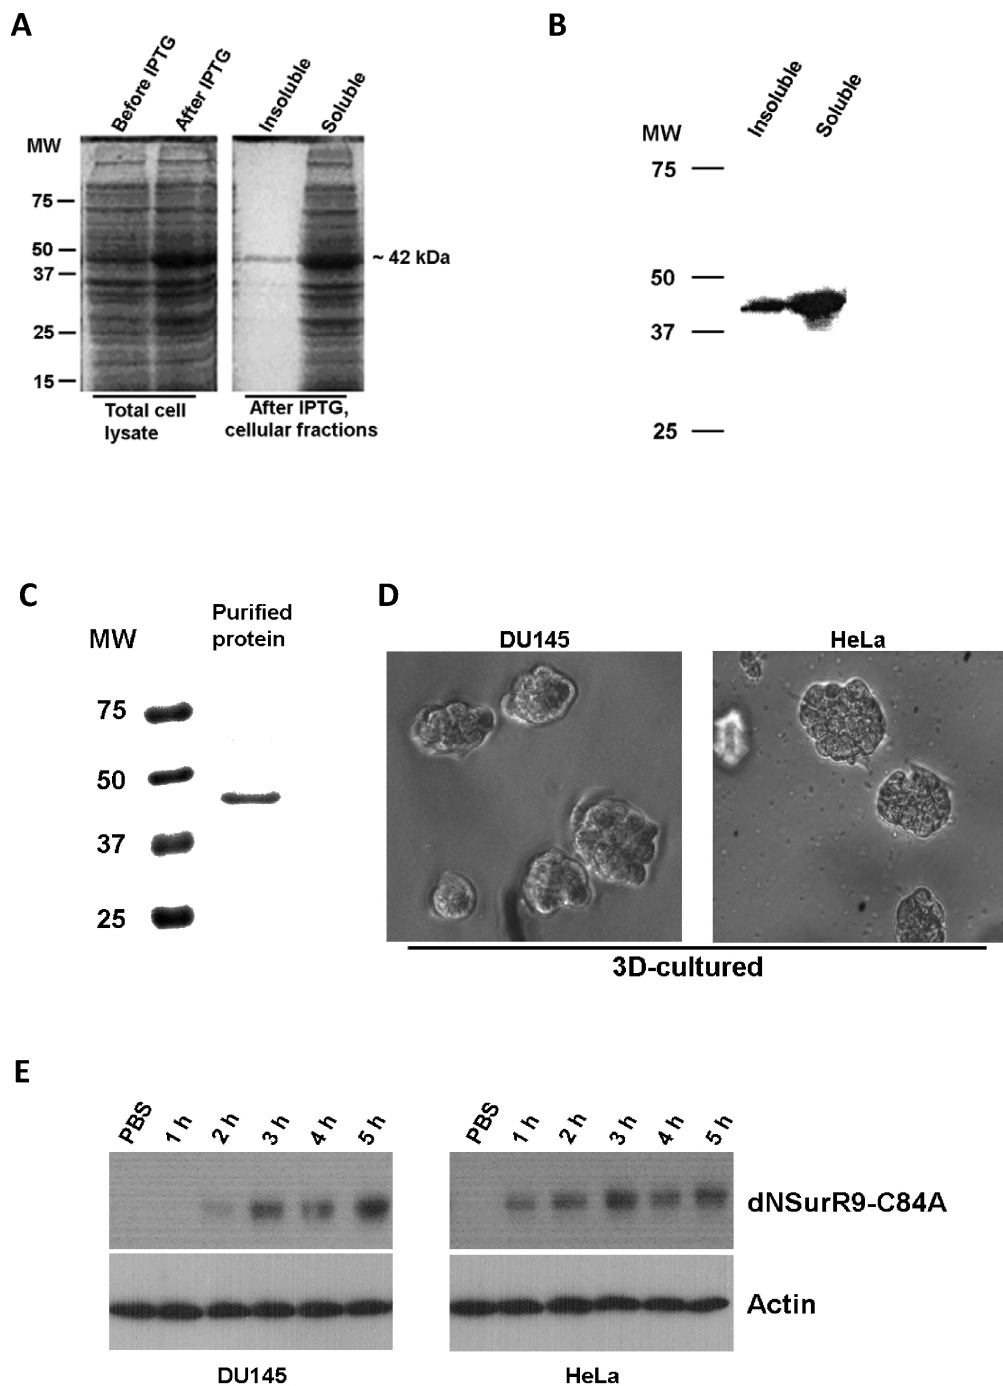 A
Before IPTG
After IPTG
Insoluble
Soluble
MW
75
50
37
25
15
~ 42 kDa
Total cell
lysate
After IPTG,
cellular fractions
B
Insoluble
Soluble
MW
75
50
37
25
C
MW
Purified
protein
75
50
37
25
D
DU145
HeLa
3D-cultured
E
PBS
1 h
2 h
3 h
4 h
5 h
PBS
1 h
2 h
3 h
4 h
5 h
dNSurR9-C84A
Actin
DU145
HeLa